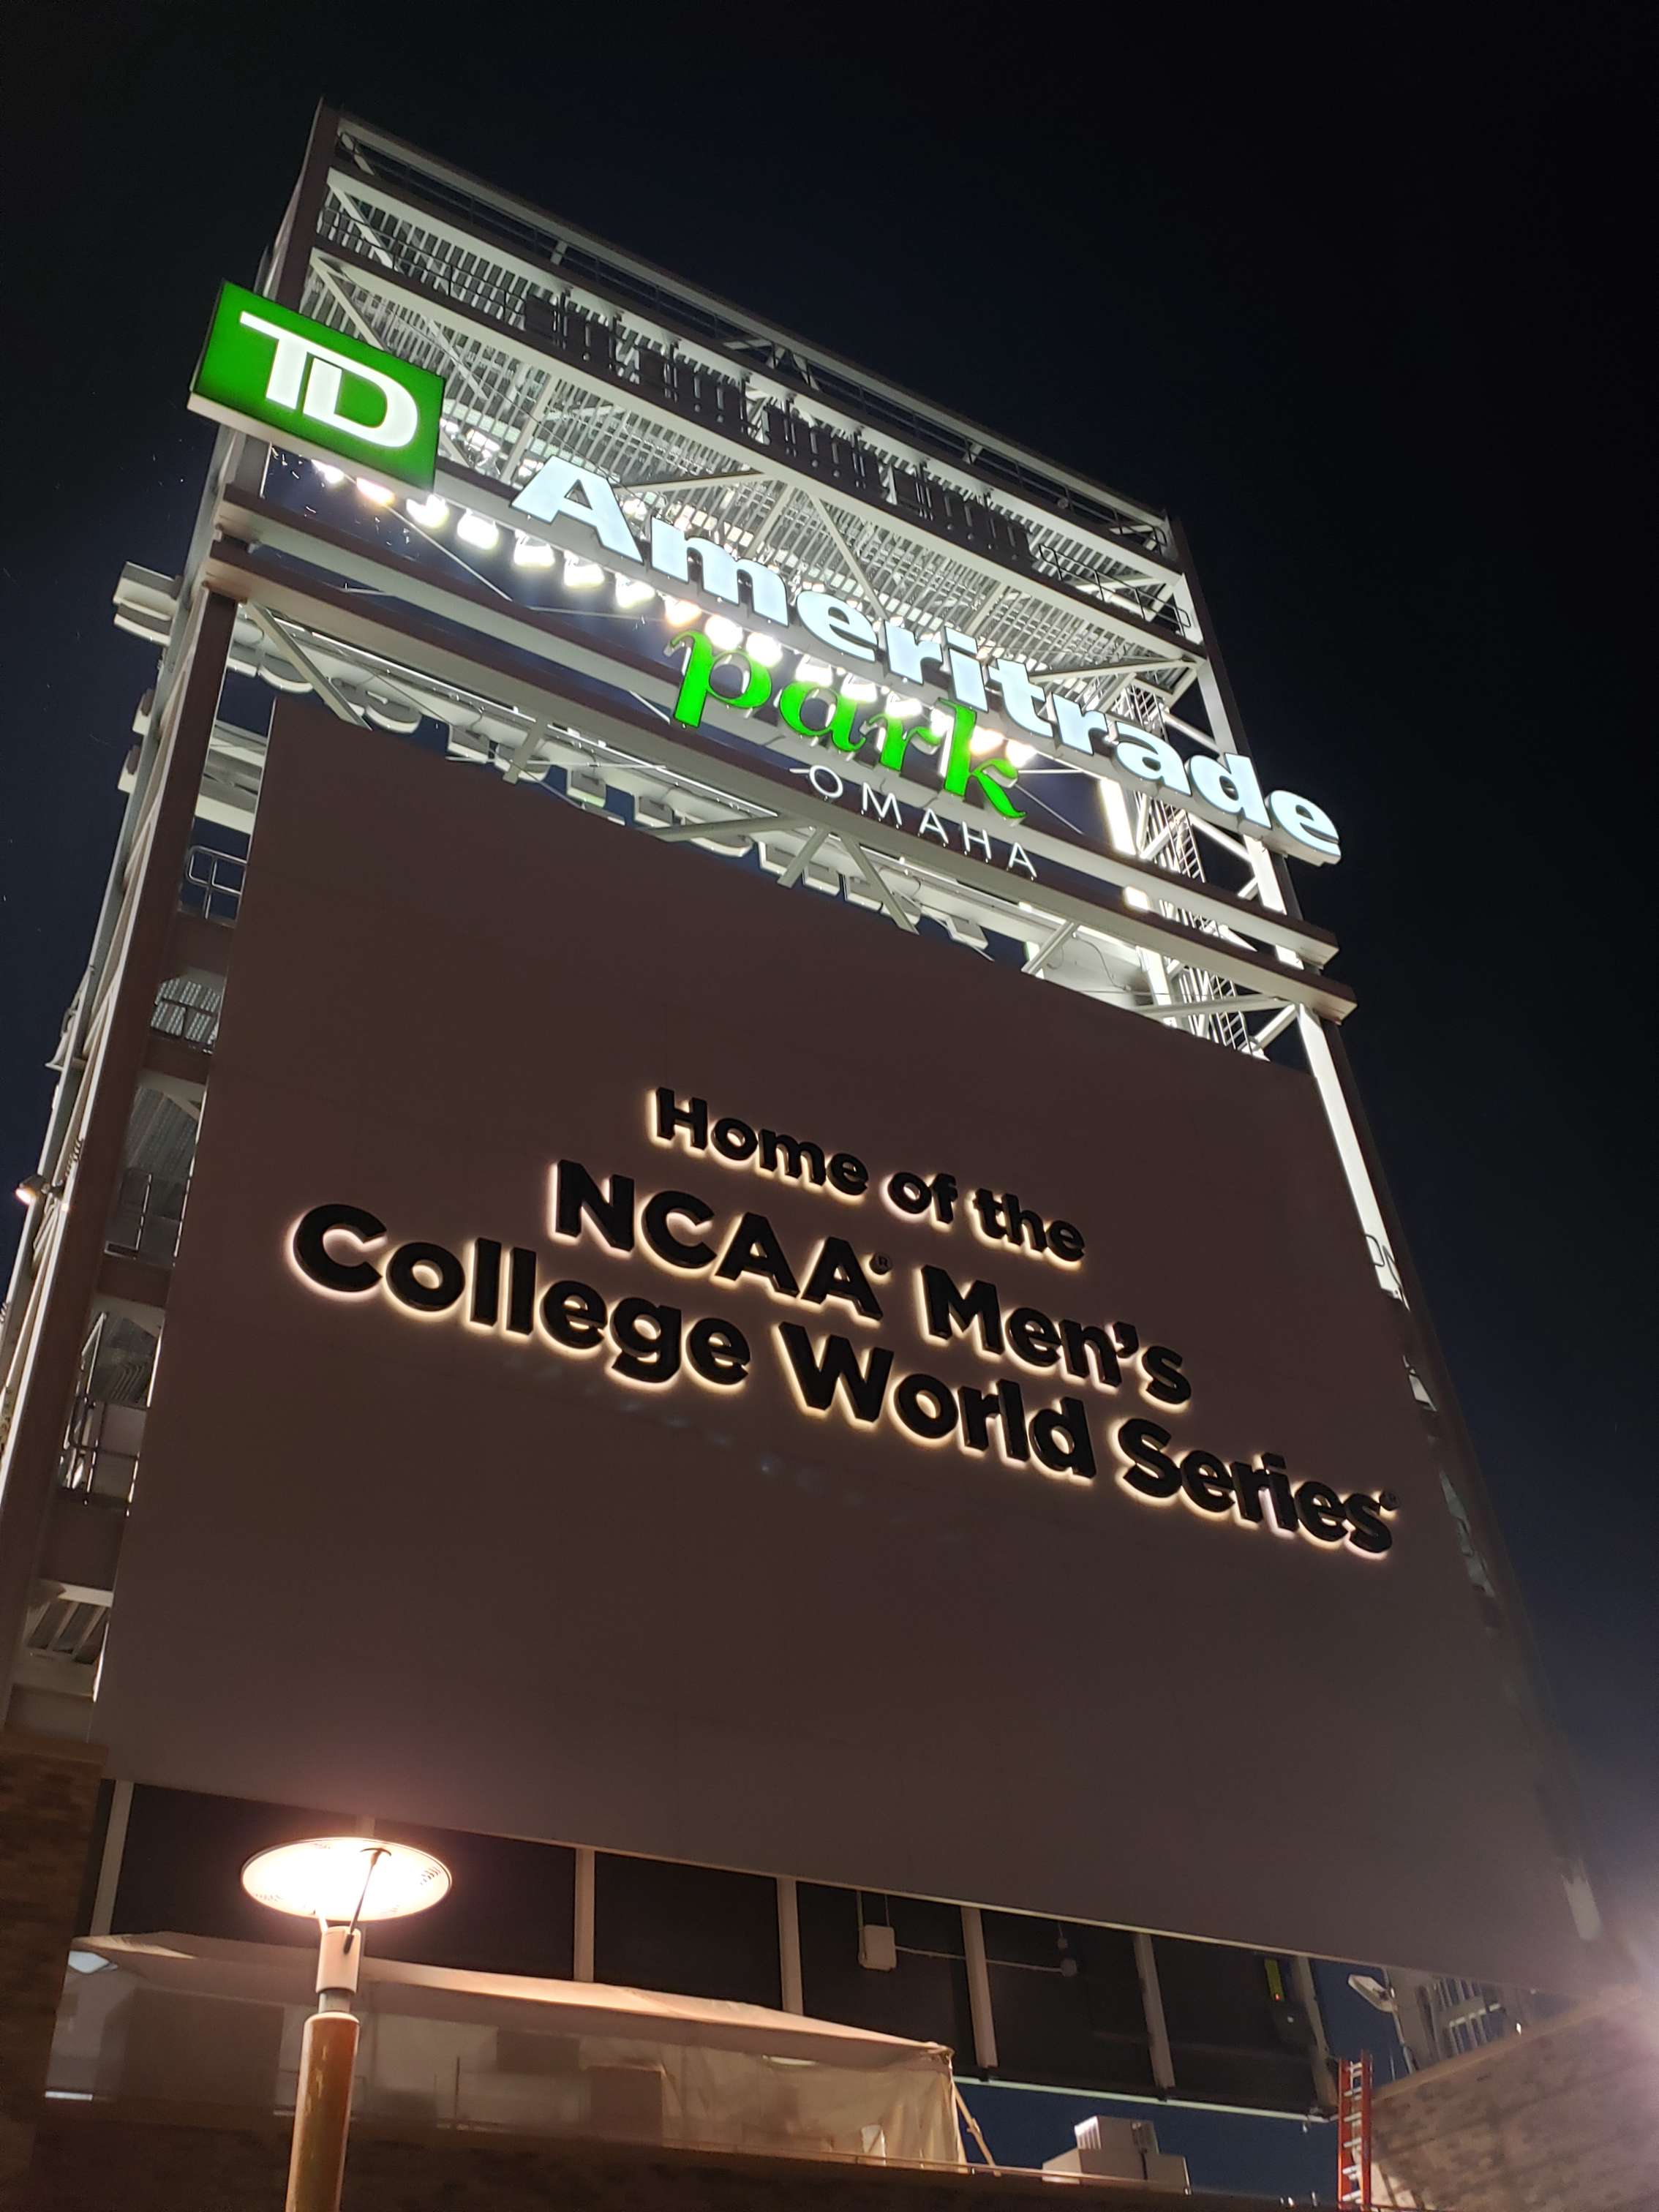 TD Ameritrade
park
OMAHA
Home of the
NCAA® Men's
College World Series®